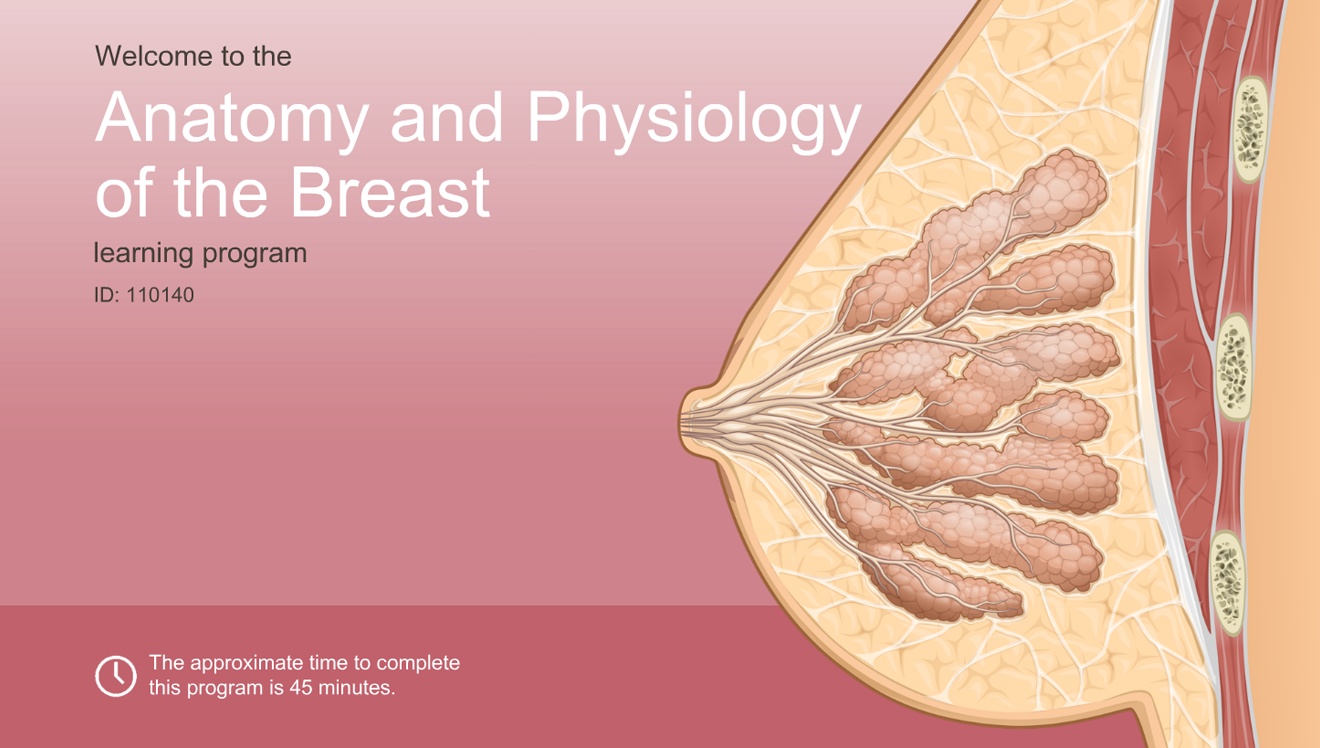 Welcome to the
Anatomy and Physiology
of the Breast
learning program
ID: 110140
The approximate time to complete
this program is 45 minutes.